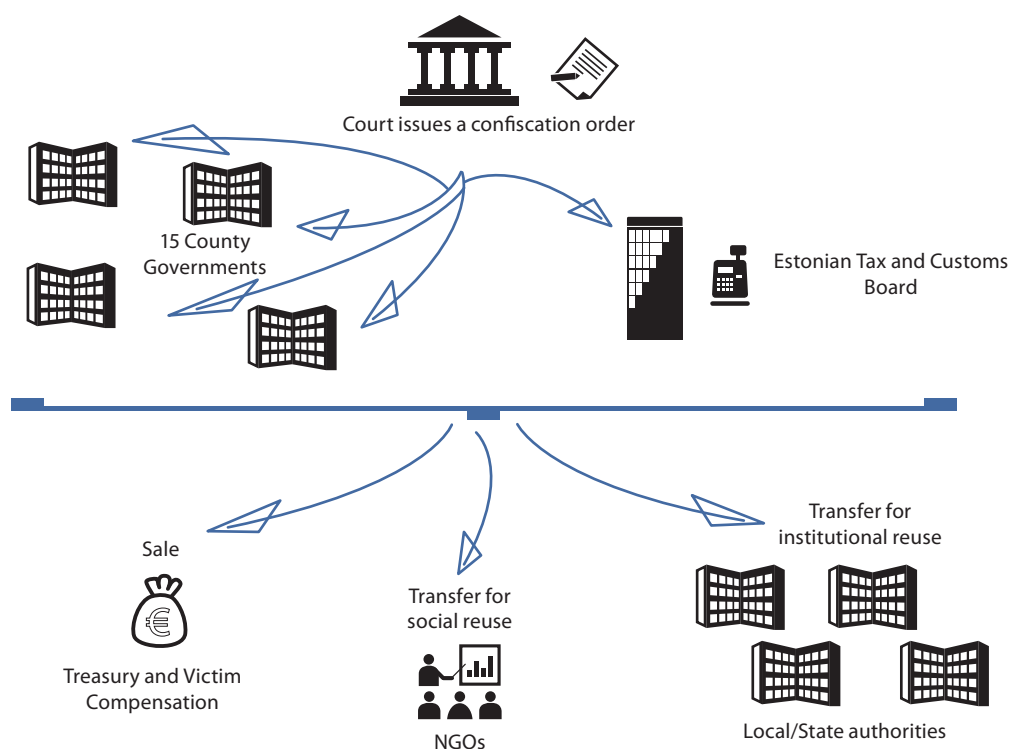 Court issues a confiscation order
15 County
Governments
Estonian Tax and Customs
Board
Sale
€
Treasury and Victim
Compensation
Transfer for
social reuse
NGOs
Transfer for
institutional reuse
Local/State authorities